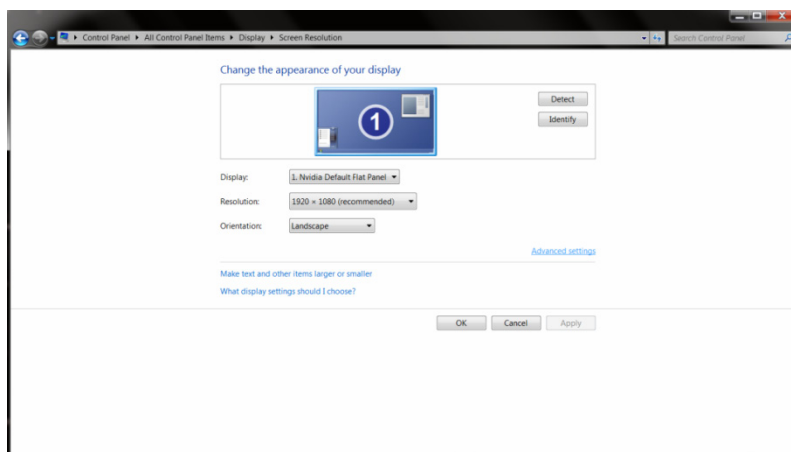 Control Panel ▸ All Control Panel Items ▸ Display ▸ Screen Resolution
Search Control Panel
Change the appearance of your display
1
Detect
Identify
Display: 1. Nvidia Default Flat Panel
Resolution: 1920 × 1080 (recommended)
Orientation: Landscape
Advanced settings
Make text and other items larger or smaller
What display settings should I choose?
OK Cancel Apply